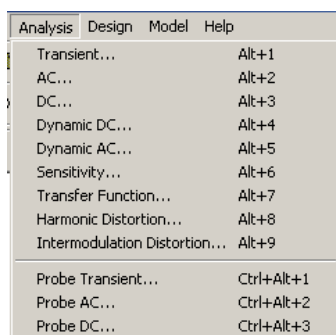 Analysis Design Model Help
Transient... Alt+1
AC... Alt+2
DC... Alt+3
Dynamic DC... Alt+4
Dynamic AC... Alt+5
Sensitivity... Alt+6
Transfer Function... Alt+7
Harmonic Distortion... Alt+8
Intermodulation Distortion... Alt+9
Probe Transient... Ctrl+Alt+1
Probe AC... Ctrl+Alt+2
Probe DC... Ctrl+Alt+3